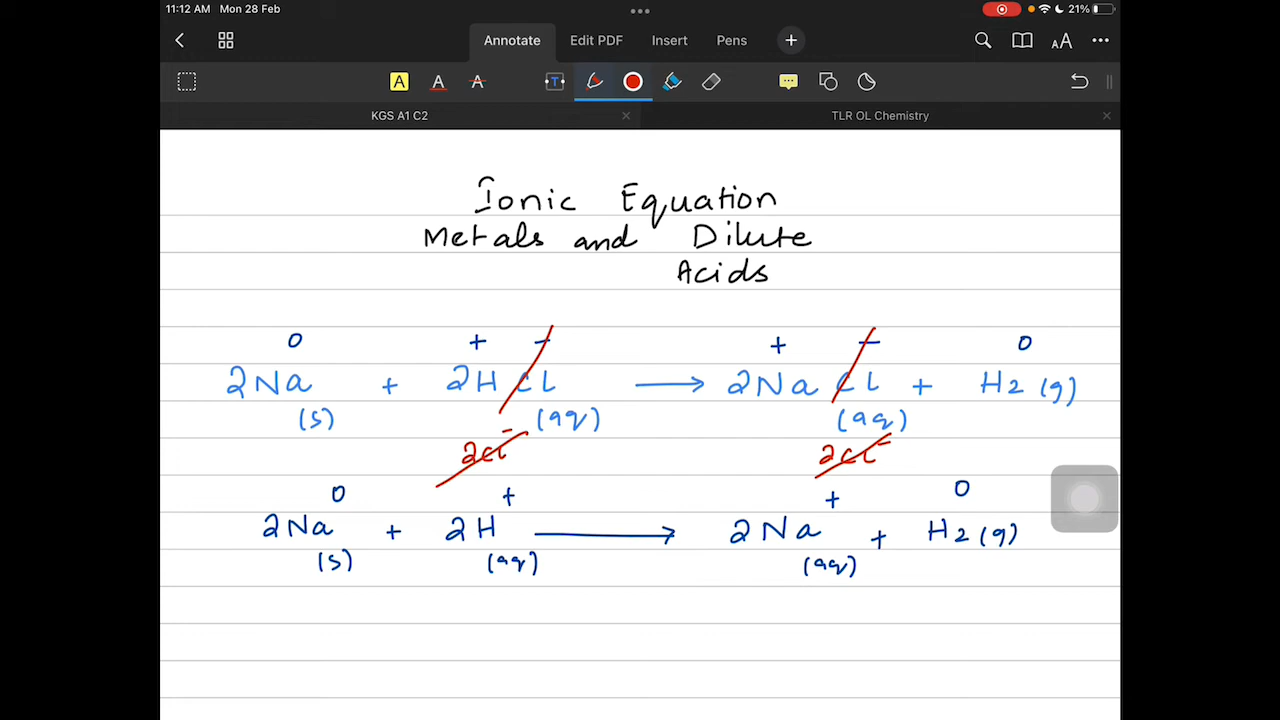 11:12 AM Mon 28 Feb
21%
Annotate Edit PDF Insert Pens
A A A T
AA
KGS A1 C2
TLR OL Chemistry
Ionic Equation
Metals and Dilute
Acids
0 + - + - 0
2Na + 2HCl ⟶ 2NaCl + H2(g)
(s) (aq) (aq)
2Cl⁻ 2Cl⁻
0 + + 0
2Na + 2H ⟶ 2Na + H2(g)
(s) (aq) (aq)